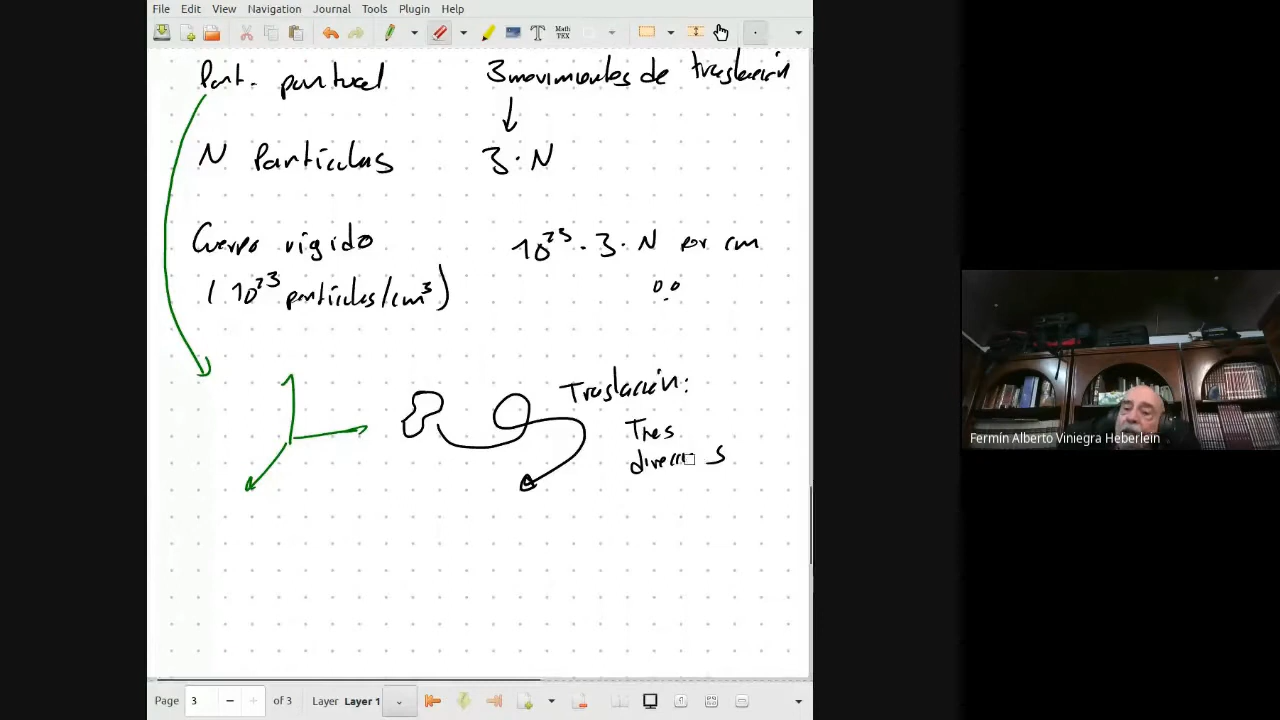 File Edit View Navigation Journal Tools Plugin Help
Math TEX
Part. puntual 3 movimientos de traslación
N Partículas 3 · N
Cuerpo rígido 10²³ · 3 · N por cm
( 10²³ partículas/cm³ )
Traslación:
Tres
s
Fermín Alberto Viniegra Heberlein
Page 3 of 3 Layer Layer 1